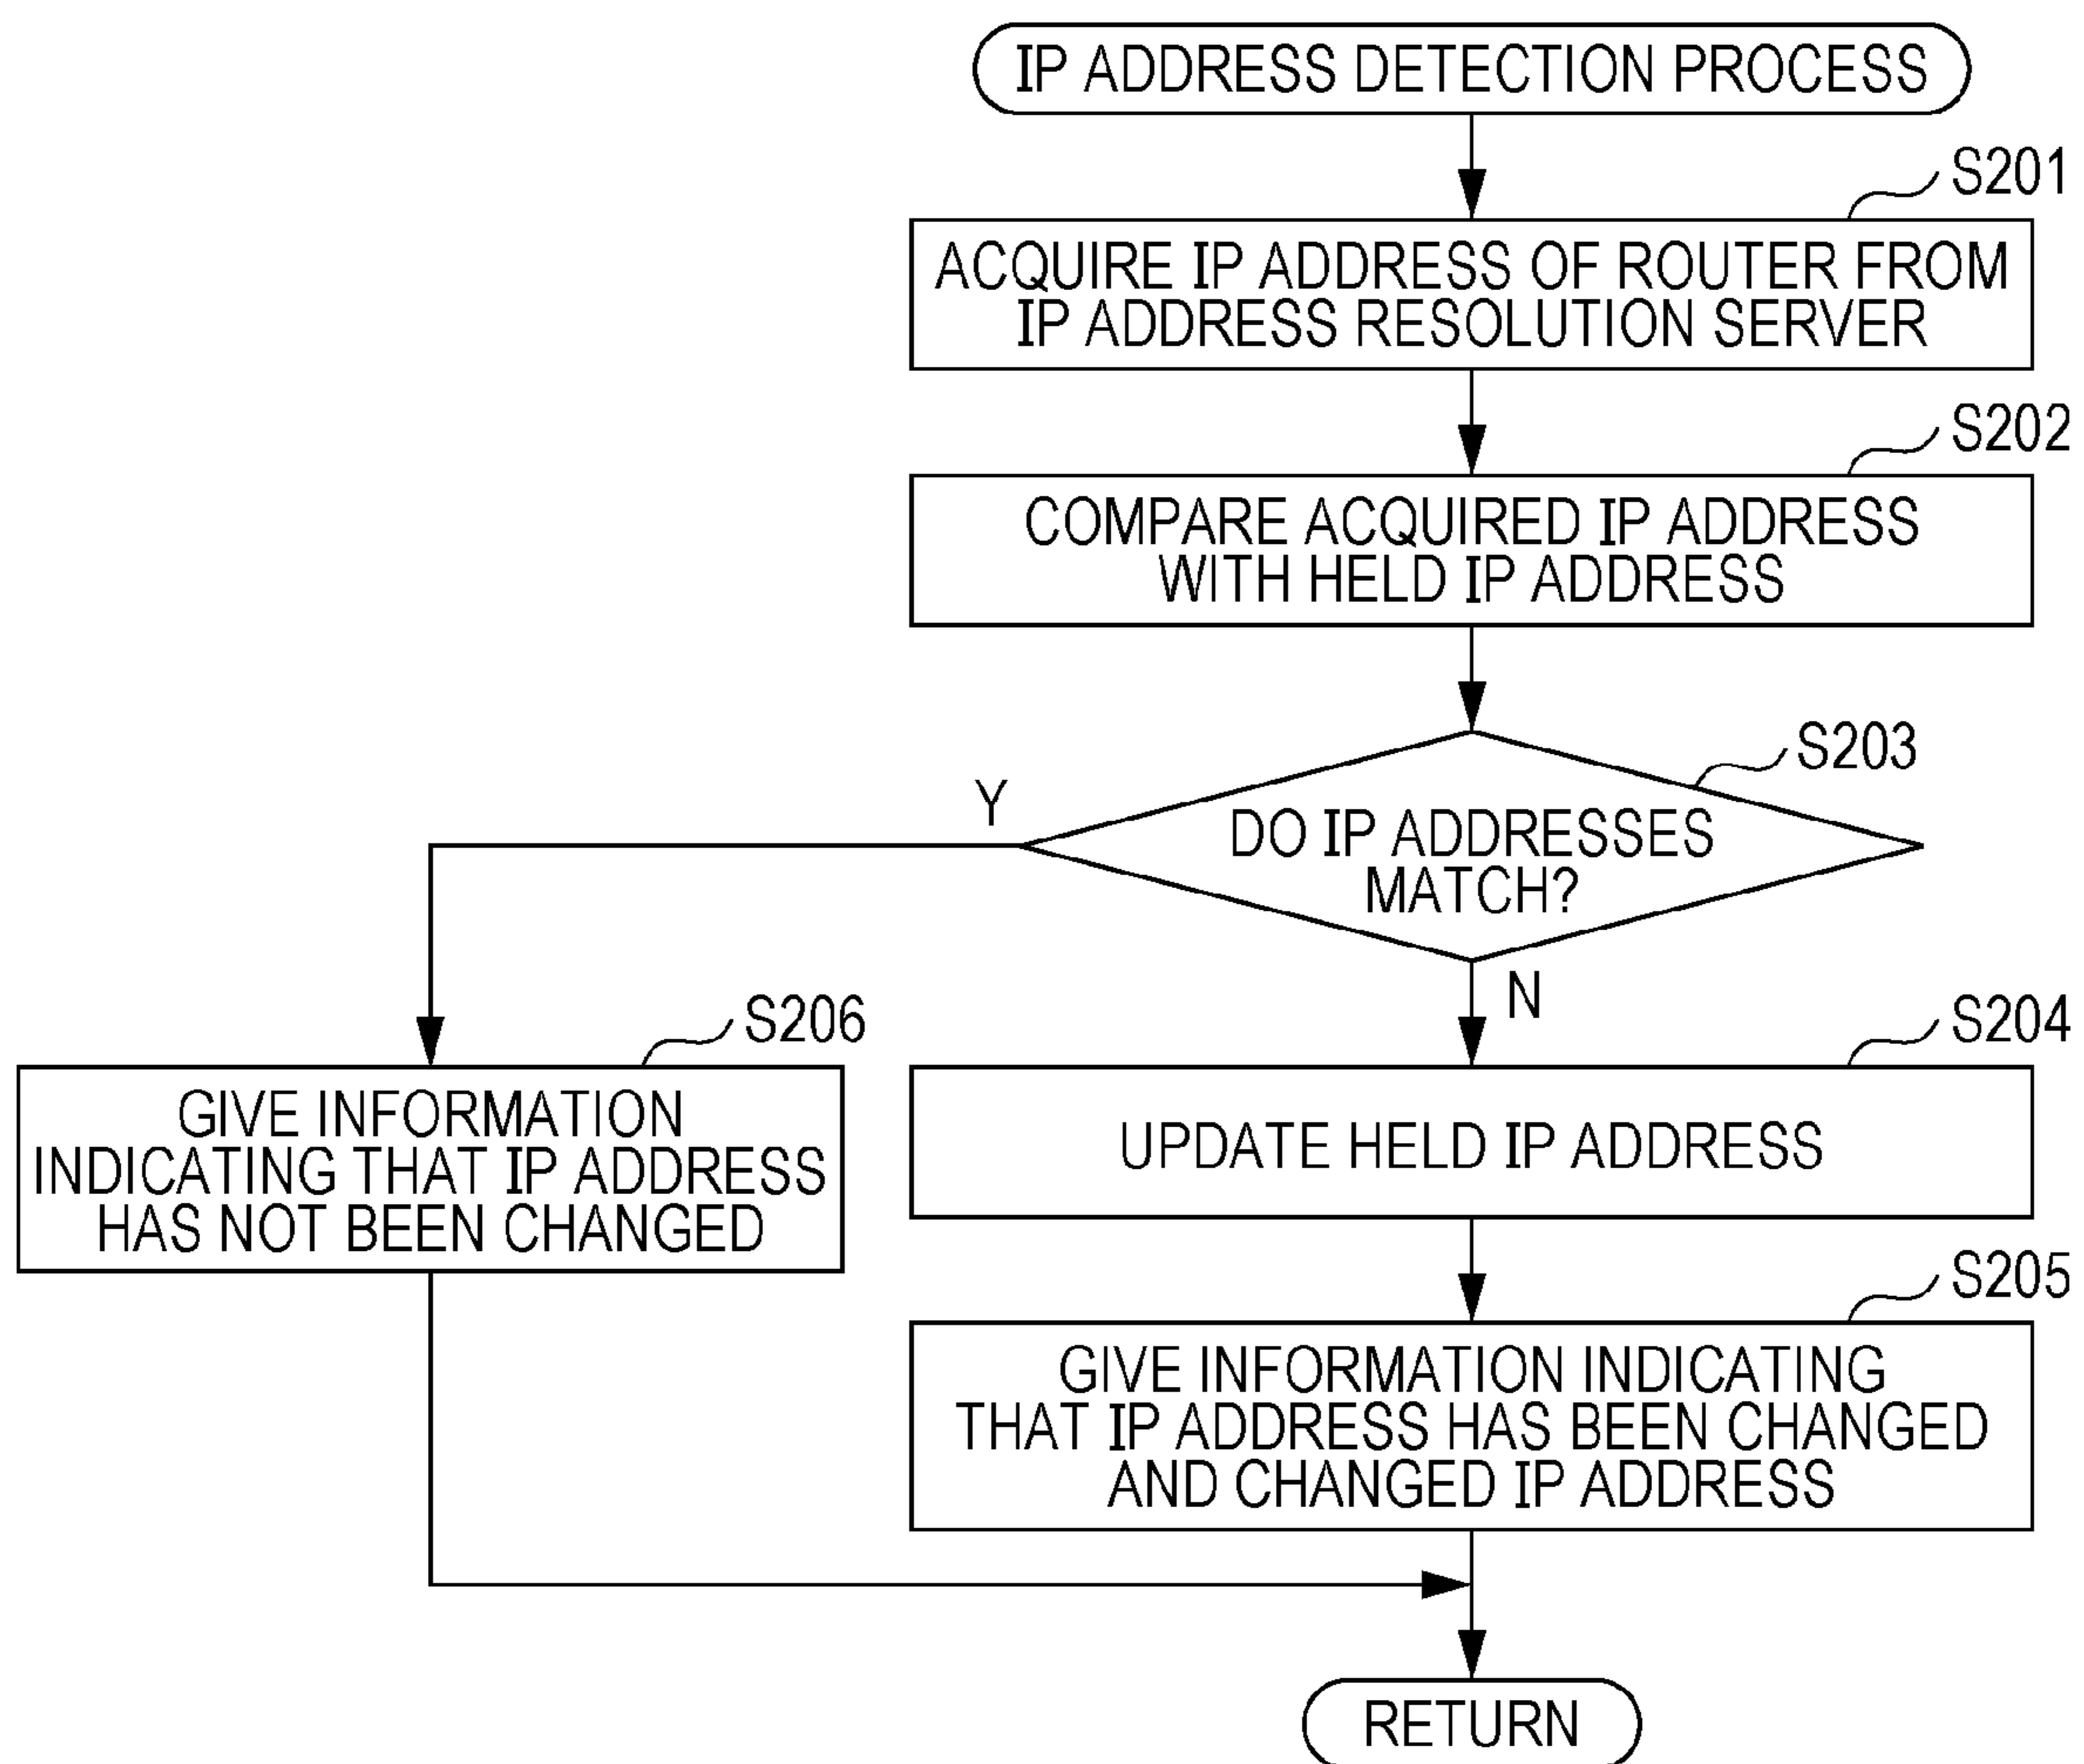 IP ADDRESS DETECTION PROCESS
S201
ACQUIRE IP ADDRESS OF ROUTER FROM
IP ADDRESS RESOLUTION SERVER
S202
COMPARE ACQUIRED IP ADDRESS
WITH HELD IP ADDRESS
S203
DO IP ADDRESSES
MATCH?
Y
N
S206
GIVE INFORMATION
INDICATING THAT IP ADDRESS
HAS NOT BEEN CHANGED
S204
UPDATE HELD IP ADDRESS
S205
GIVE INFORMATION INDICATING
THAT IP ADDRESS HAS BEEN CHANGED
AND CHANGED IP ADDRESS
RETURN